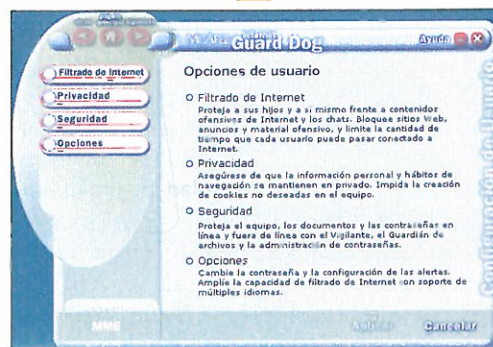 Guard Dog
Ayuda
Filtrado de Internet
Privacidad
Seguridad
Opciones
Opciones de usuario
Filtrado de Internet
Proteja a sus hijos y a sí mismo frente a contenidos
ofensivos de Internet y los chats. Bloquee sitios Web,
anuncios y material ofensivo, y limite la cantidad de
tiempo que cada usuario puede pasar conectado a
Internet.
Privacidad
Asegúrese de que la información personal y hábitos de
navegación se mantienen en privado. Impida la creación
de cookies no deseadas en el equipo.
Seguridad
Proteja el equipo, los documentos y las contraseñas en
línea y fuera de línea con el Vigilante, el Guardián de
archivos y la administración de contraseñas.
Opciones
Cambie la contraseña y la configuración de las alertas.
Amplíe la capacidad de filtrado de Internet con soporte de
múltiples idiomas.
Configuración de Usuario
MME
Aplicar
Cancelar